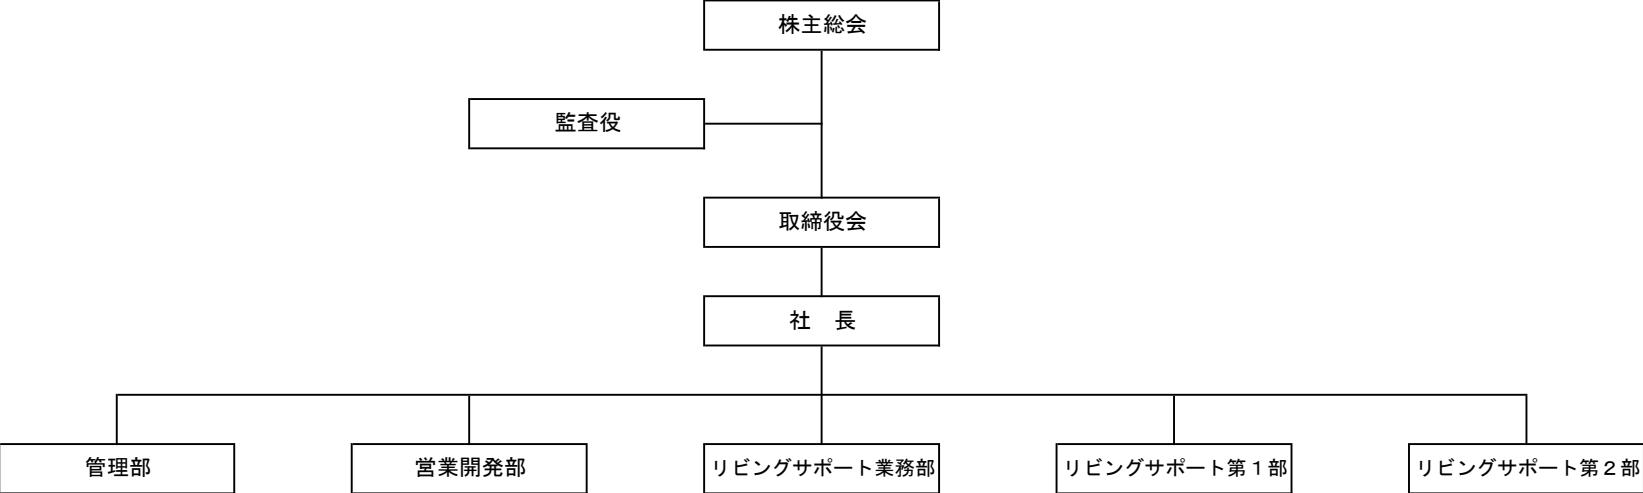 株主総会
監査役
取締役会
社　長
管理部
営業開発部
リビングサポート業務部
リビングサポート第１部
リビングサポート第２部